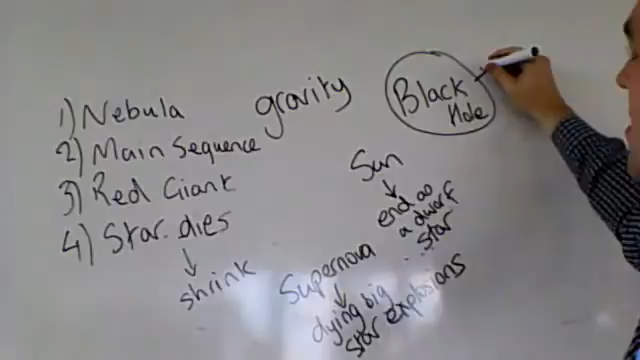 1) Nebula
2) Main Sequence
3) Red Giant
4) Star dies
↓
shrink
gravity
Black
Hole
Sun
↓
end as
a dwarf
star
Supernova
↓
dying big
star explosions